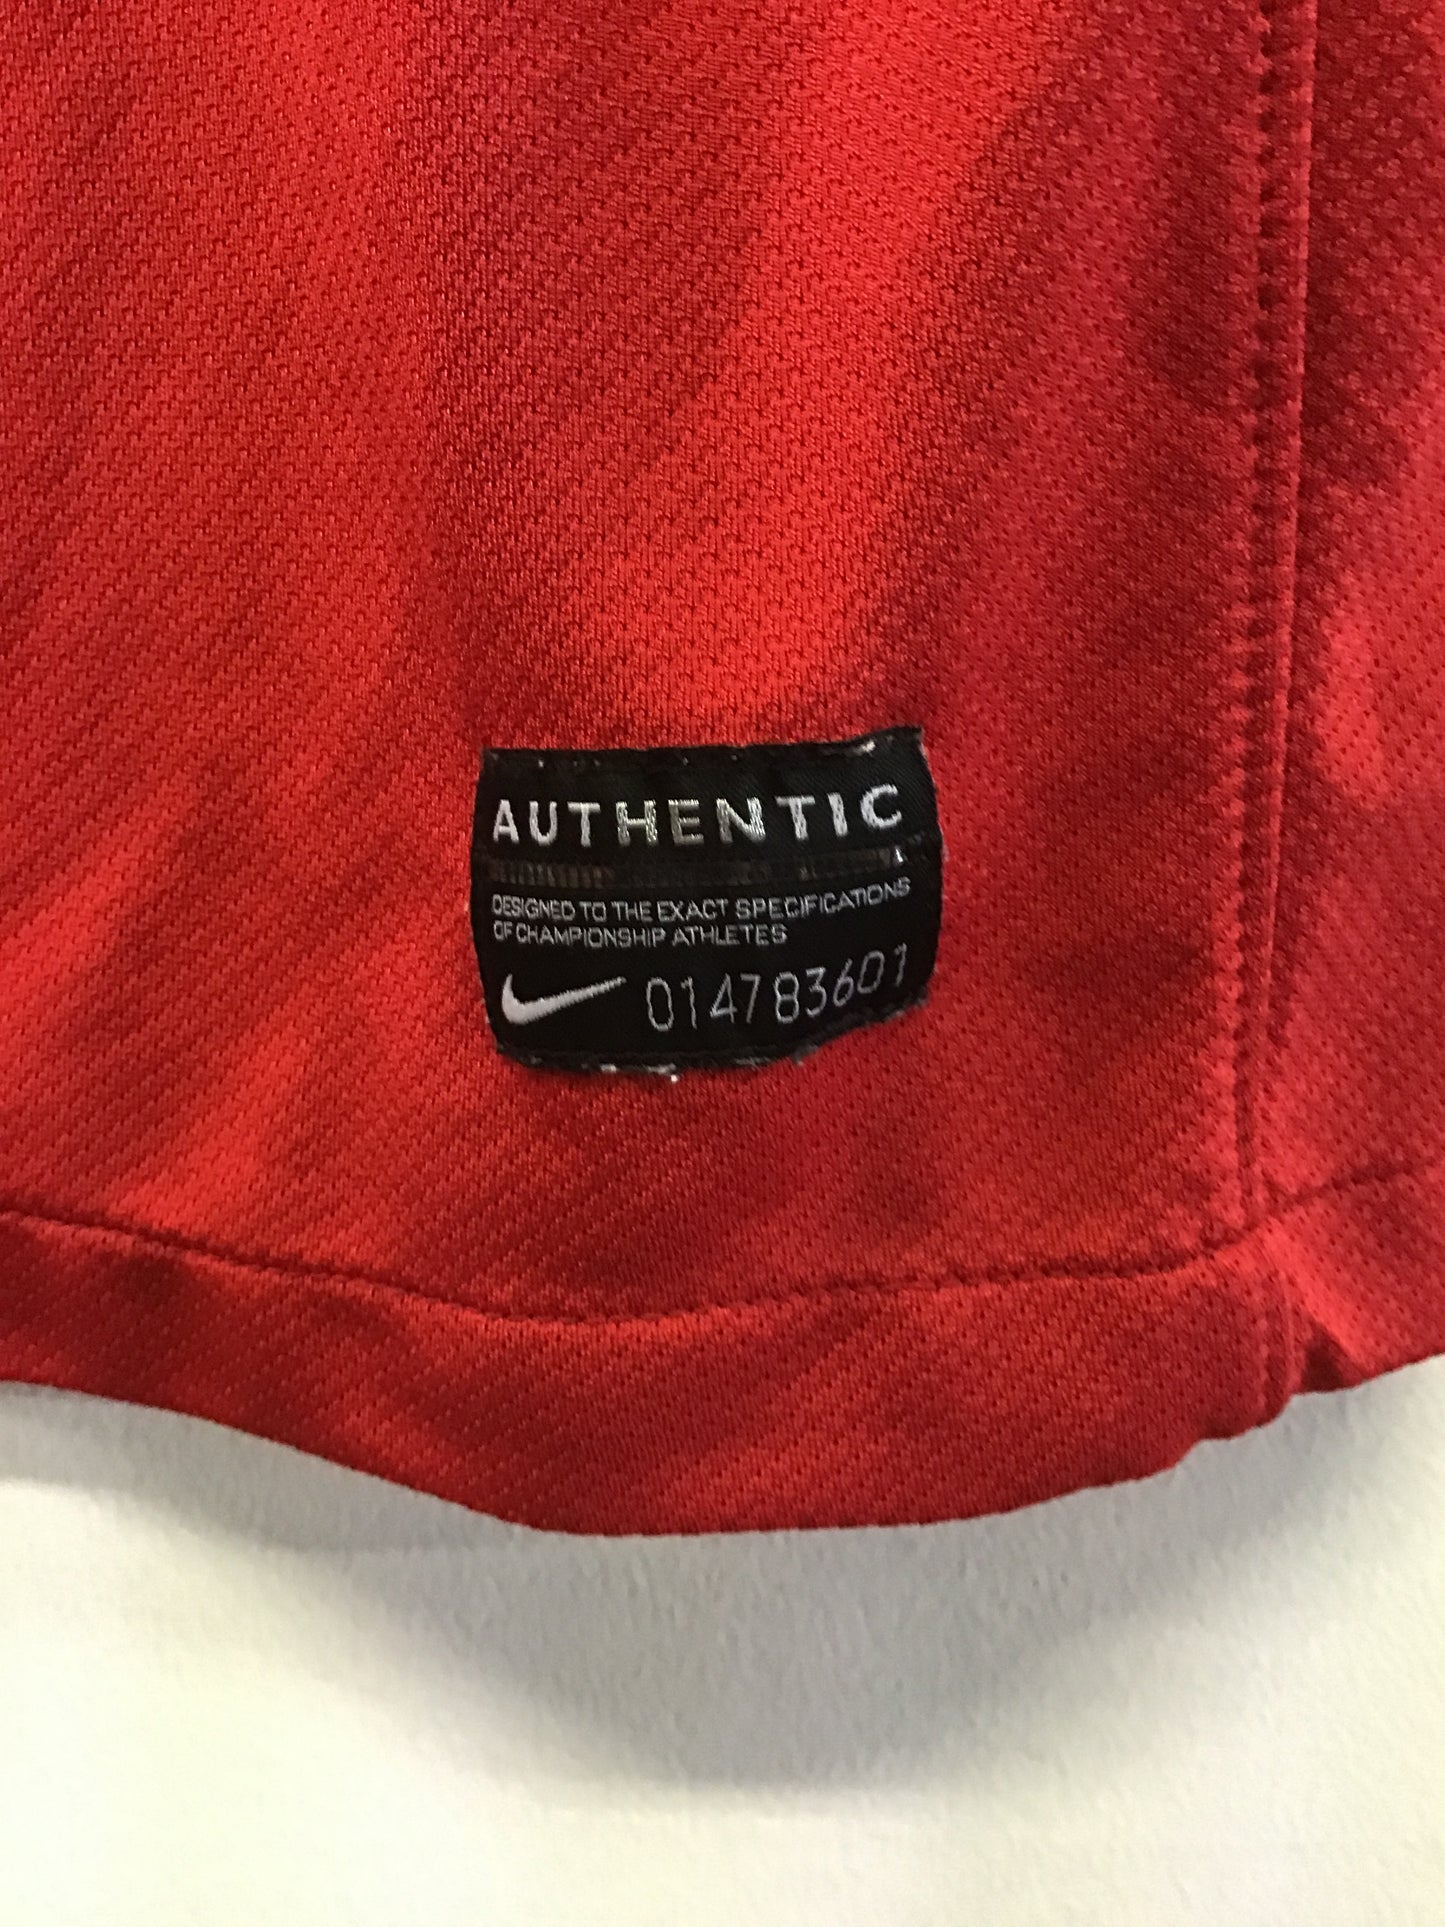 AUTHENTIC
DESIGNED TO THE EXACT SPECIFICATIONS
OF CHAMPIONSHIP ATHLETES
014783601